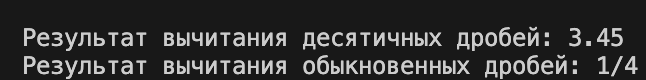 Результат вычитания десятичных дробей: 3.45
Результат вычитания обыкновенных дробей: 1/4